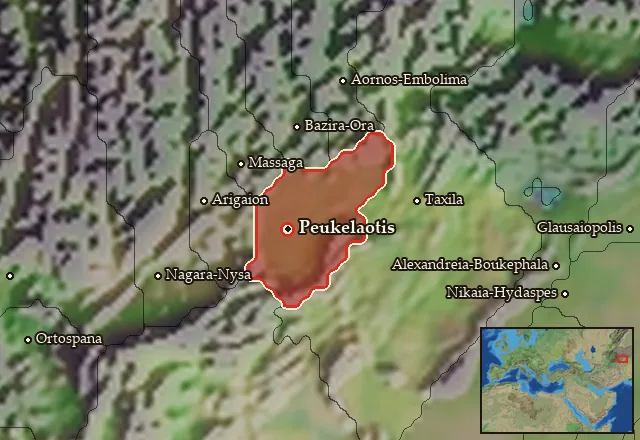 Aornos-Embolima
Bazira-Ora
Massaga
Arigaion
Taxila
Peukelaotis
Glausaiopolis
Alexandreia-Boukephala
Nagara-Nysa
Nikaia-Hydaspes
Ortospana